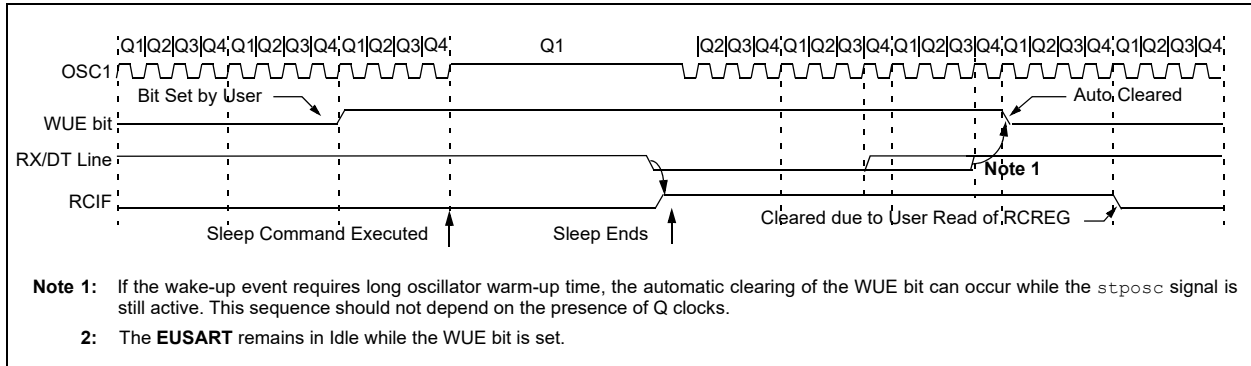 Q1|Q2|Q3|Q4|Q1|Q2|Q3|Q4|Q1|Q2|Q3|Q4 Q1 Q2|Q3|Q4|Q1|Q2|Q3|Q4|Q1|Q2|Q3|Q4|Q1|Q2|Q3|Q4|Q1|Q2|Q3|Q4
OSC1
Bit Set by User Auto Cleared
WUE bit
RX/DT Line
Note 1
RCIF
Cleared due to User Read of RCREG
Sleep Command Executed Sleep Ends
Note 1: If the wake-up event requires long oscillator warm-up time, the automatic clearing of the WUE bit can occur while the stposc signal is
still active. This sequence should not depend on the presence of Q clocks.
2: The EUSART remains in Idle while the WUE bit is set.